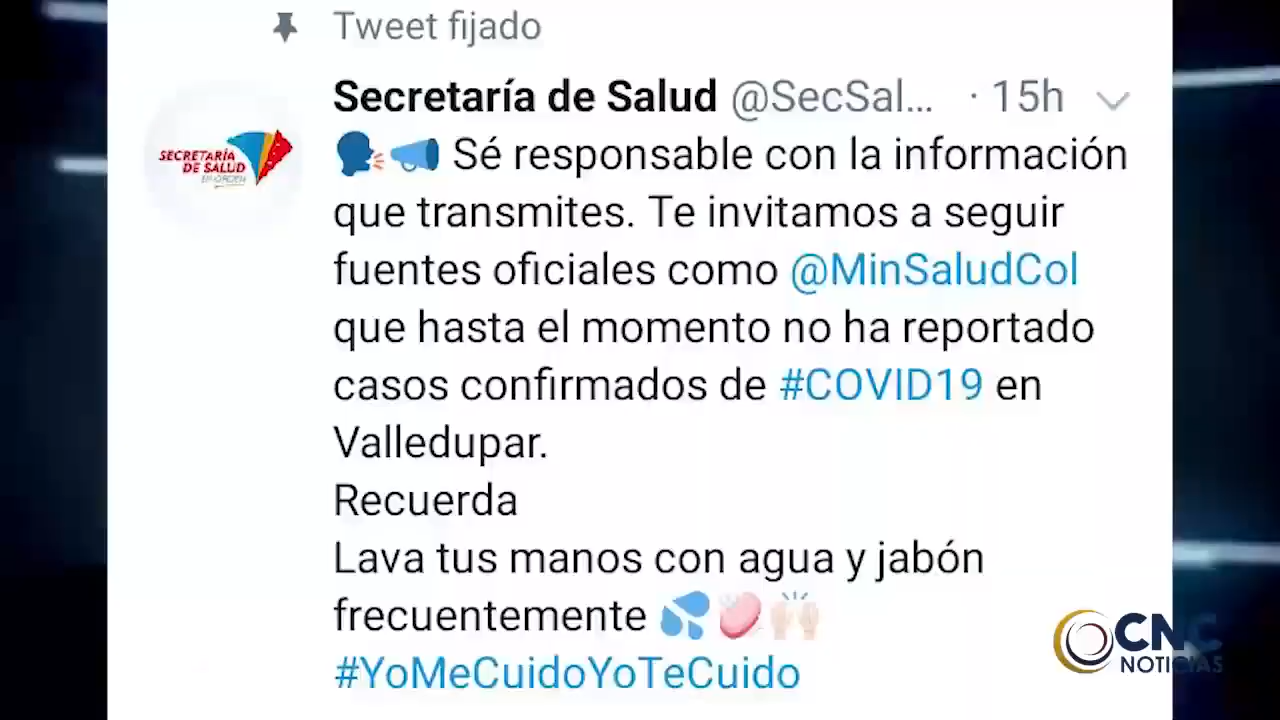 Tweet fijado
Secretaría de Salud @SecSal... · 15h
SECRETARÍA
DE SALUD
EN ORDEN
Sé responsable con la información
que transmites. Te invitamos a seguir
fuentes oficiales como @MinSaludCol
que hasta el momento no ha reportado
casos confirmados de #COVID19 en
Valledupar.
Recuerda
Lava tus manos con agua y jabón
frecuentemente
#YoMeCuidoYoTeCuido
CNC
NOTICIAS